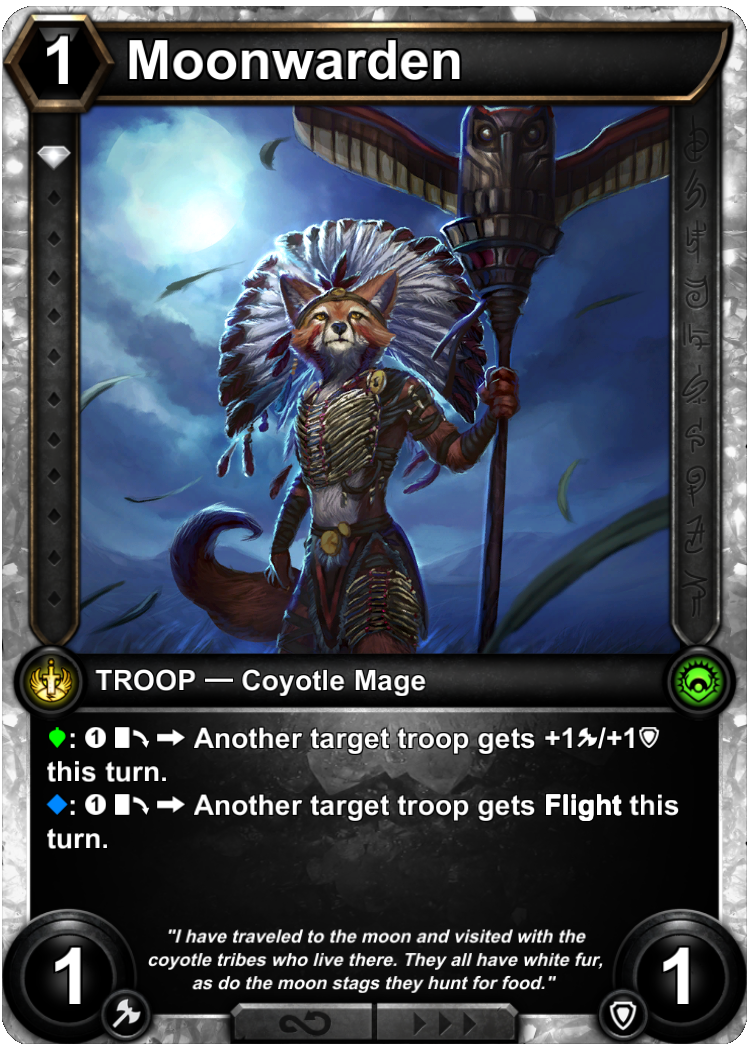 1 Moonwarden
TROOP — Coyotle Mage
: 1 → Another target troop gets +1/+1
this turn.
: 1 → Another target troop gets Flight this
turn.
"I have traveled to the moon and visited with the
coyotle tribes who live there. They all have white fur,
as do the moon stags they hunt for food."
1 1